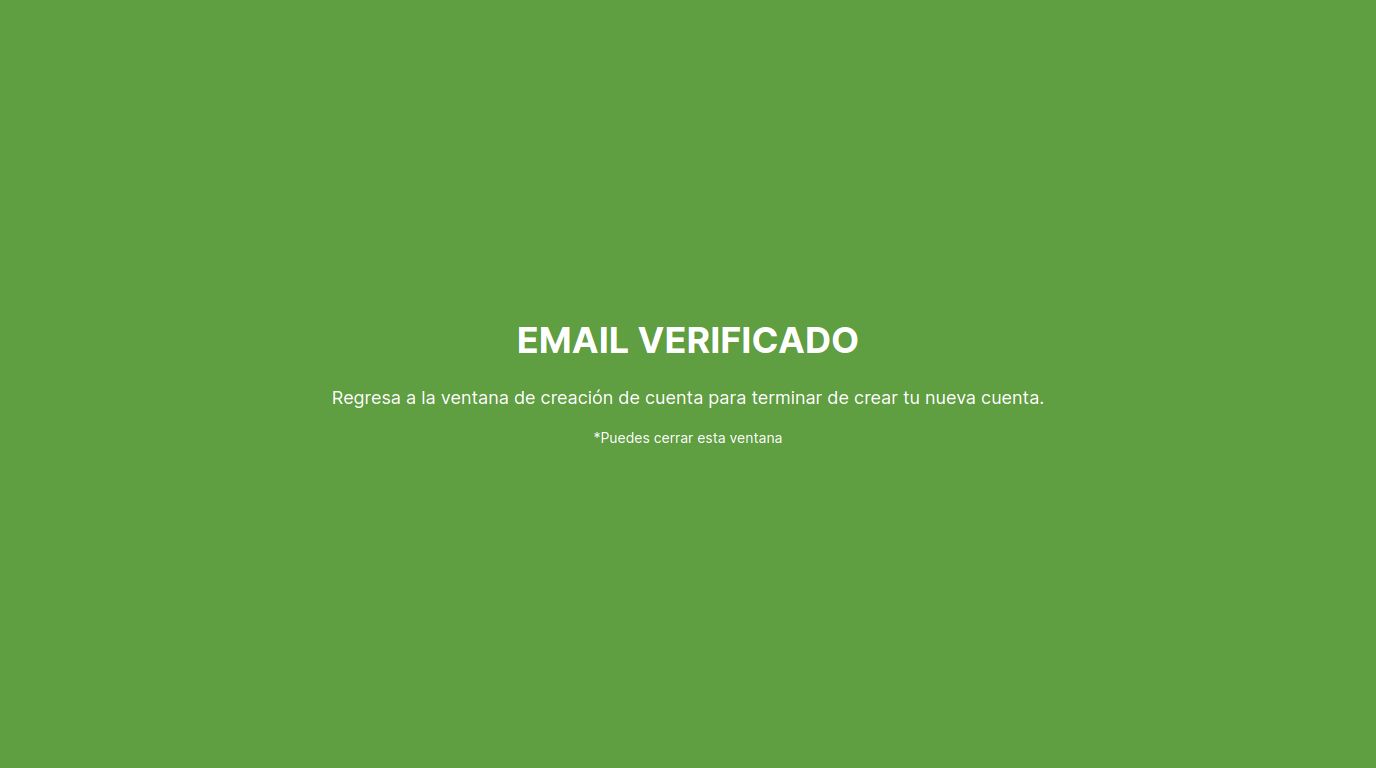 EMAIL VERIFICADO
Regresa a la ventana de creación de cuenta para terminar de crear tu nueva cuenta.
*Puedes cerrar esta ventana